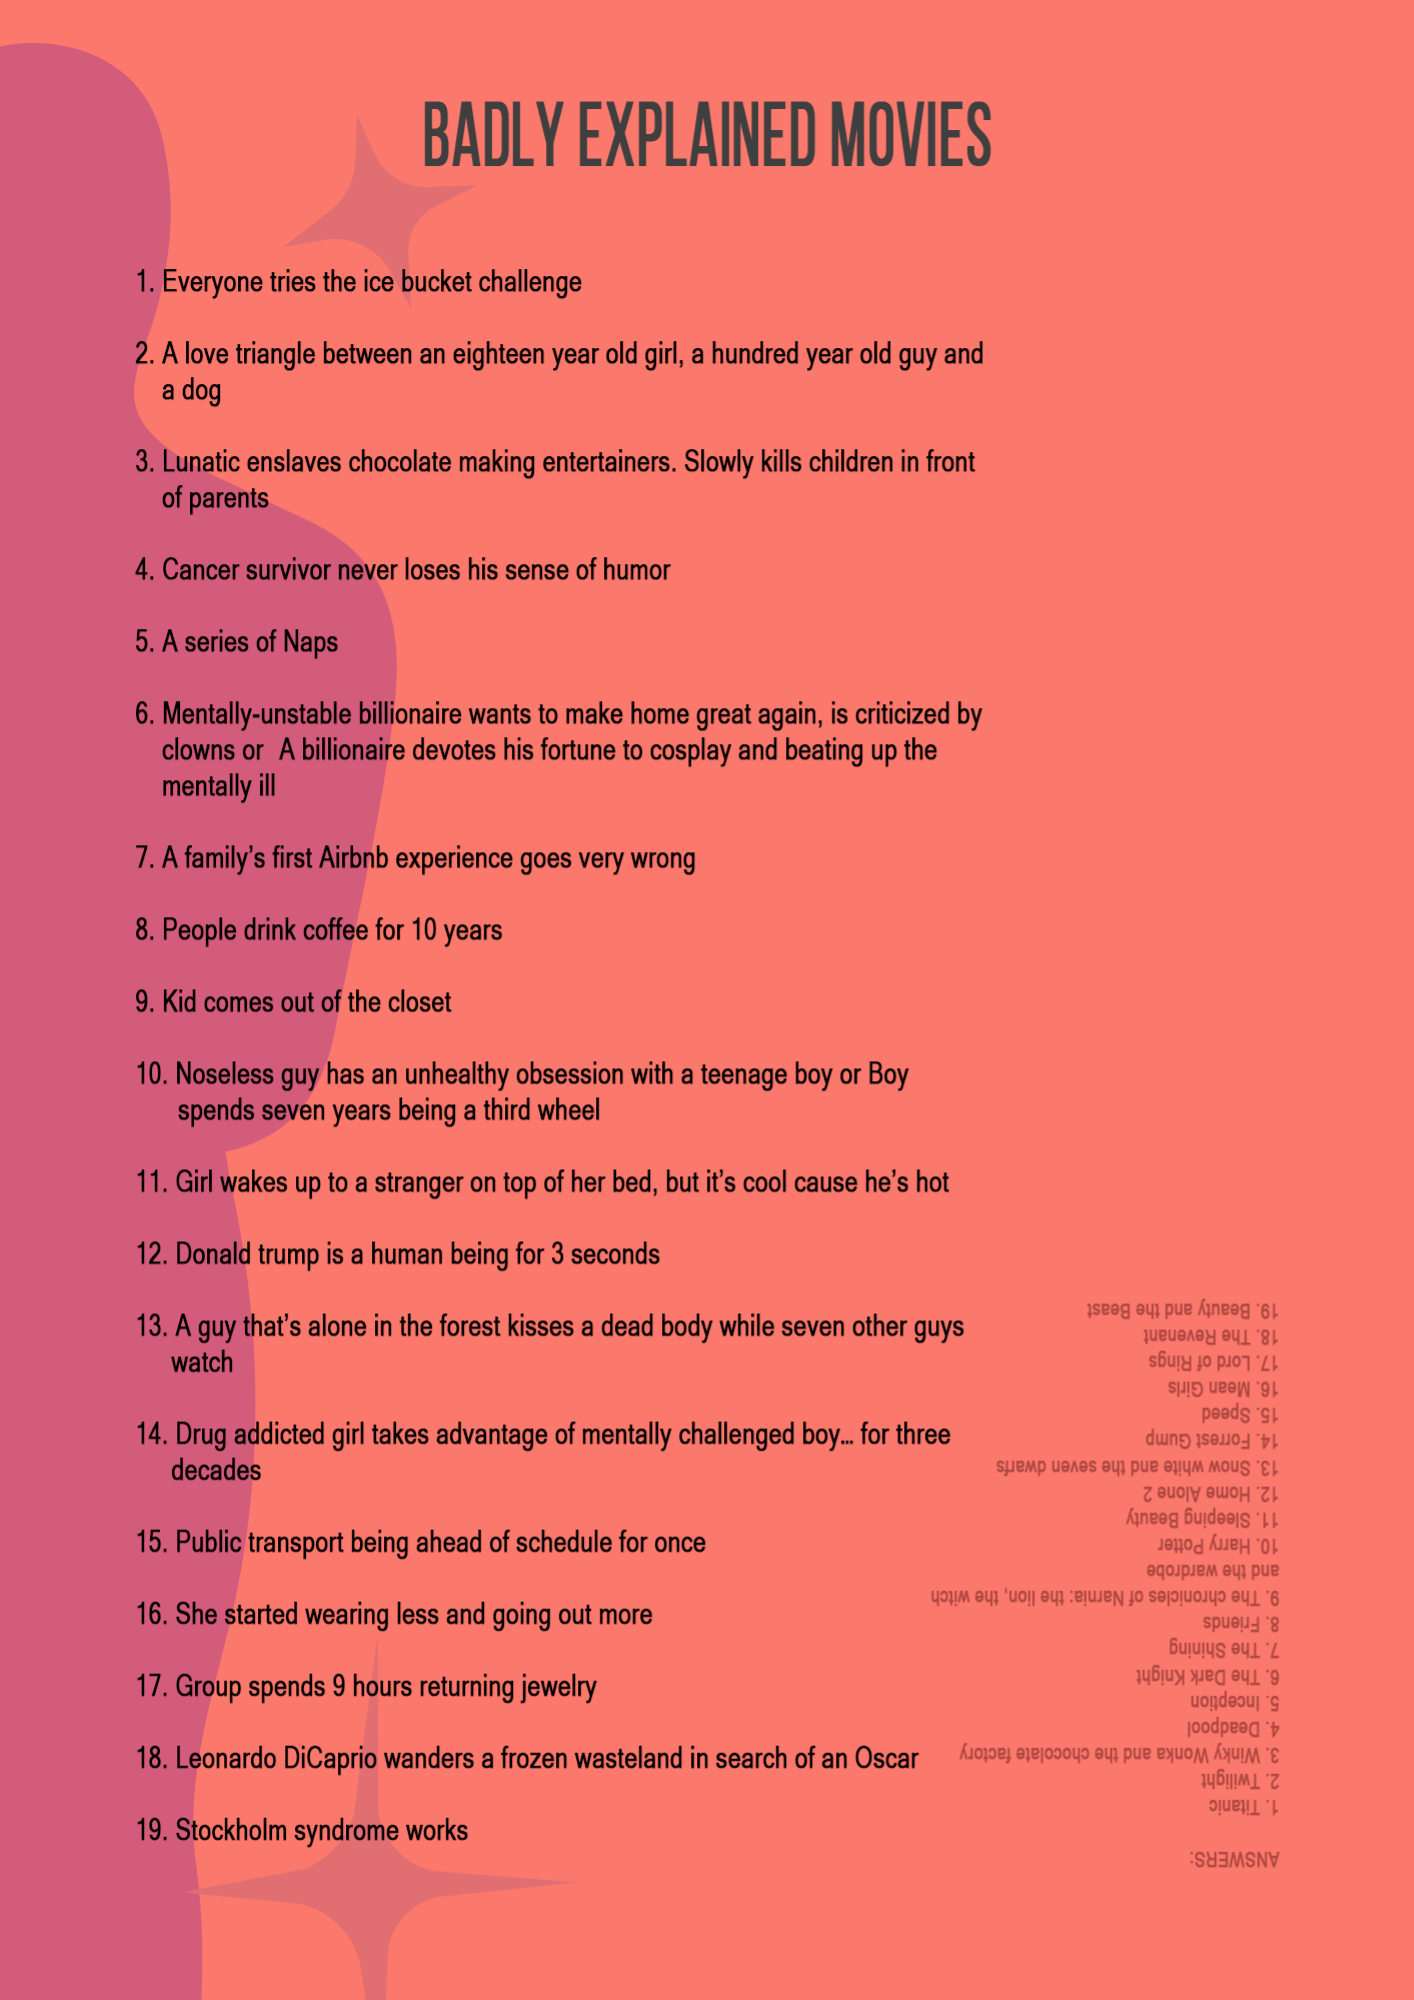 BADLY EXPLAINED MOVIES
1. Everyone tries the ice bucket challenge
2. A love triangle between an eighteen year old girl, a hundred year old guy and
a dog
3. Lunatic enslaves chocolate making entertainers. Slowly kills children in front
of parents
4. Cancer survivor never loses his sense of humor
5. A series of Naps
6. Mentally-unstable billionaire wants to make home great again, is criticized by
clowns or  A billionaire devotes his fortune to cosplay and beating up the
mentally ill
7. A family’s first Airbnb experience goes very wrong
8. People drink coffee for 10 years
9. Kid comes out of the closet
10. Noseless guy has an unhealthy obsession with a teenage boy or Boy
spends seven years being a third wheel
11. Girl wakes up to a stranger on top of her bed, but it’s cool cause he’s hot
12. Donald trump is a human being for 3 seconds
13. A guy that’s alone in the forest kisses a dead body while seven other guys
watch
14. Drug addicted girl takes advantage of mentally challenged boy... for three
decades
15. Public transport being ahead of schedule for once
16. She started wearing less and going out more
17. Group spends 9 hours returning jewelry
18. Leonardo DiCaprio wanders a frozen wasteland in search of an Oscar
19. Stockholm syndrome works
ANSWERS:
1. Titanic
2. Twilight
3. Winky Wonka and the chocolate factory
4. Deadpool
5. Inception
6. The Dark Knight
7. The Shining
8. Friends
9. The chronicles of Narnia: the lion, the witch
and the wardrobe
10. Harry Potter
11. Sleeping Beauty
12. Home Alone 2
13. Snow white and the seven dwarfs
14. Forrest Gump
15. Speed
16. Mean Girls
17. Lord of Rings
18. The Revenant
19. Beauty and the Beast